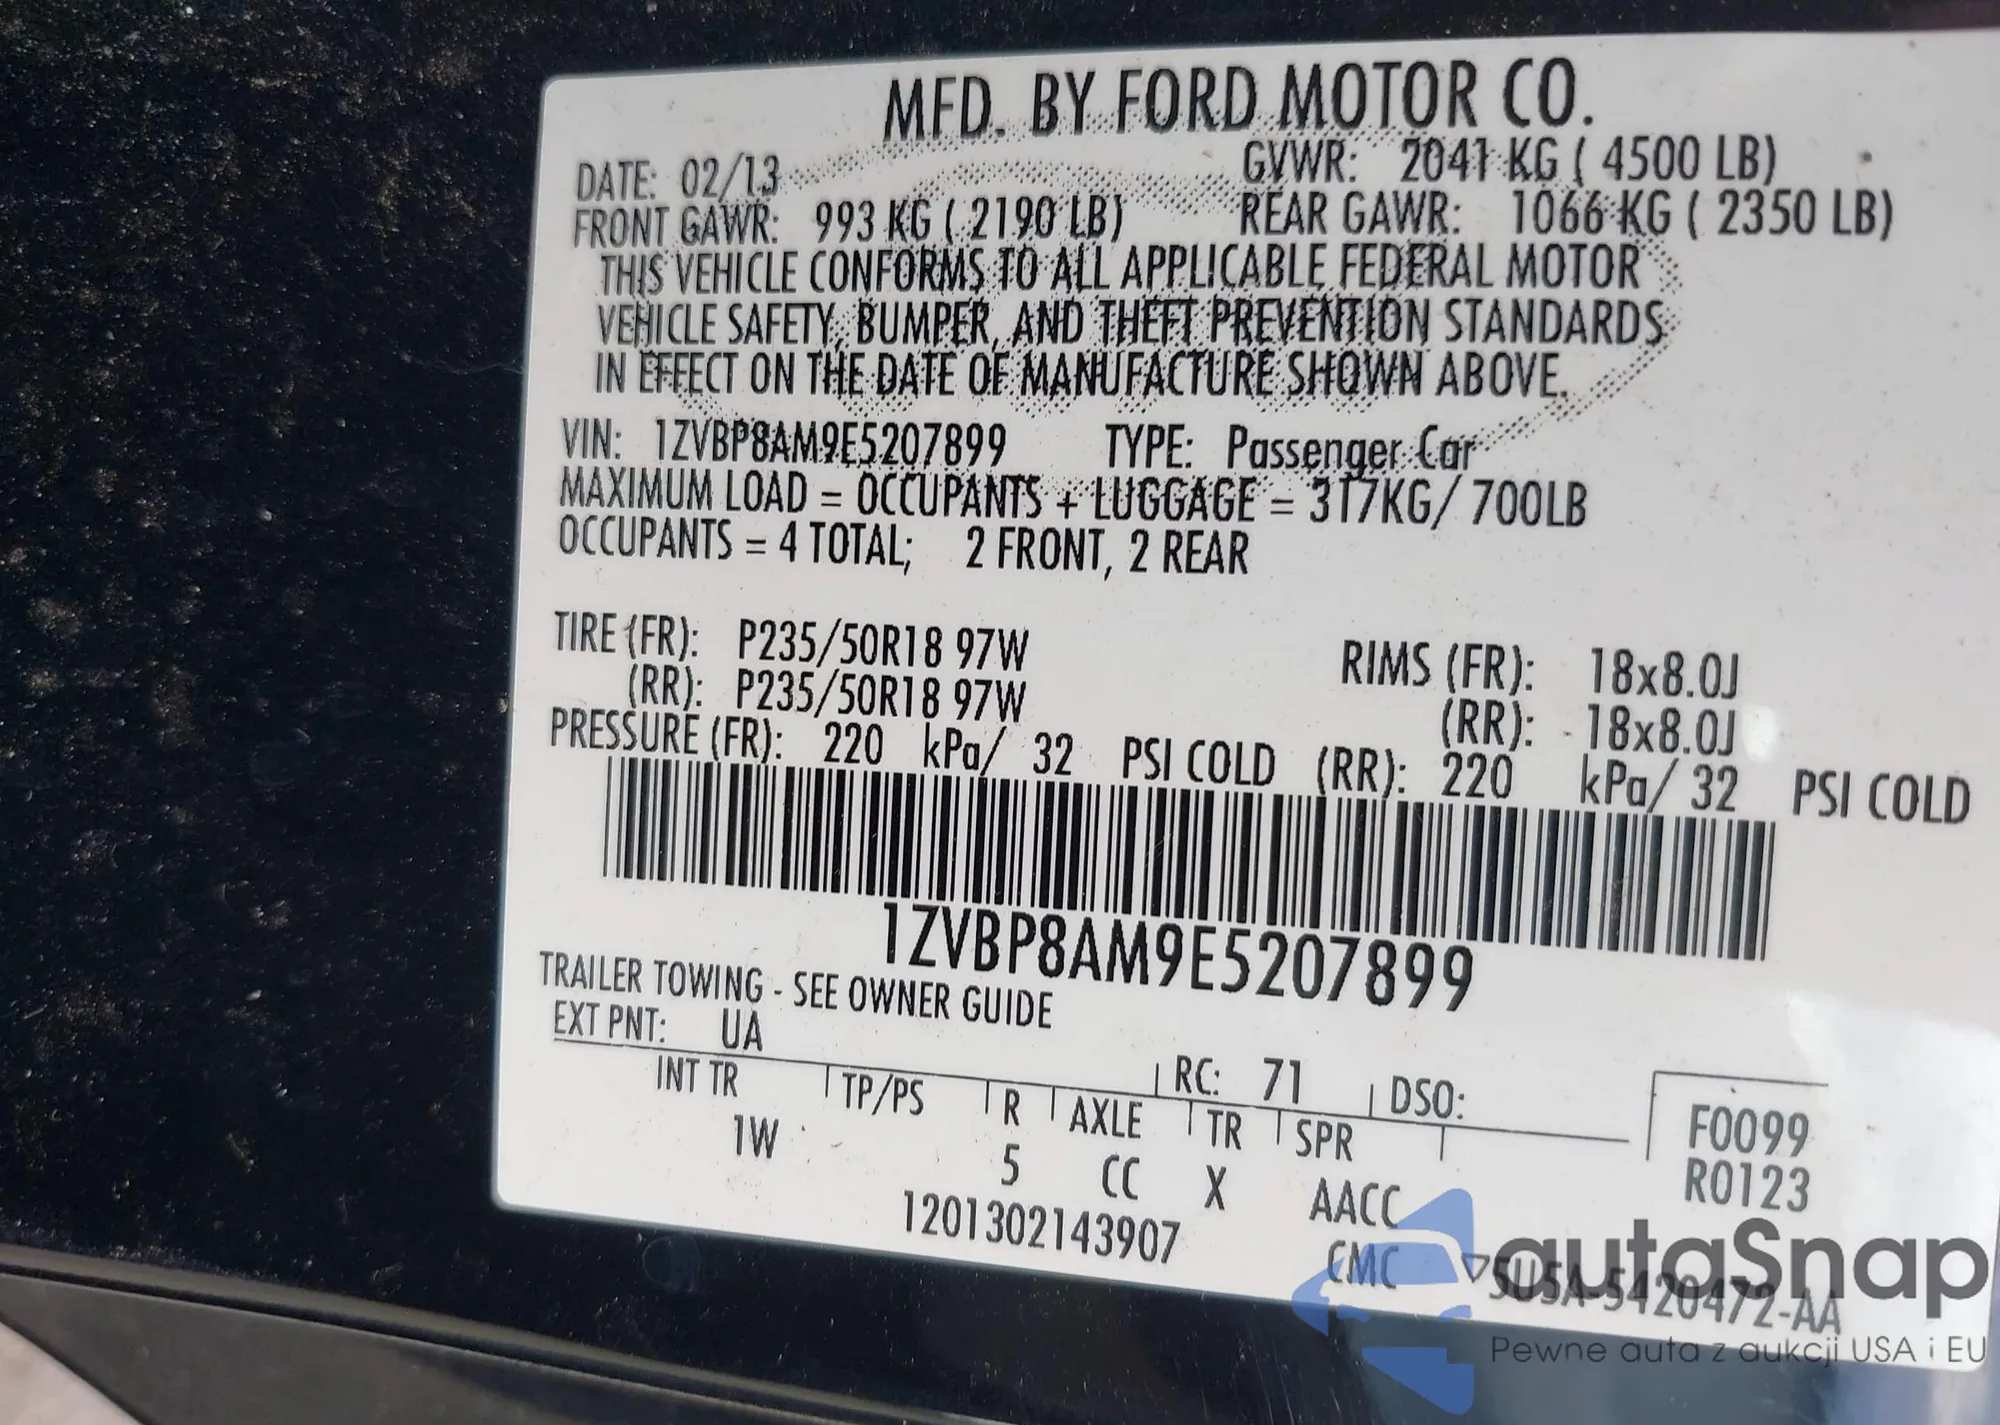 MFD. BY FORD MOTOR CO.
DATE: 02/13 GVWR: 2041 KG ( 4500 LB)
FRONT GAWR: 993 KG ( 2190 LB) REAR GAWR: 1066 KG ( 2350 LB)
THIS VEHICLE CONFORMS TO ALL APPLICABLE FEDERAL MOTOR
VEHICLE SAFETY, BUMPER, AND THEFT PREVENTION STANDARDS
IN EFFECT ON THE DATE OF MANUFACTURE SHOWN ABOVE.
VIN: 1ZVBP8AM9E5207899 TYPE: Passenger Car
MAXIMUM LOAD = OCCUPANTS + LUGGAGE = 317KG/ 700LB
OCCUPANTS = 4 TOTAL; 2 FRONT, 2 REAR
TIRE (FR): P235/50R18 97W RIMS (FR): 18x8.0J
(RR): P235/50R18 97W (RR): 18x8.0J
PRESSURE (FR): 220 kPa/ 32 PSI COLD (RR): 220 kPa/ 32 PSI COLD
1ZVBP8AM9E5207899
TRAILER TOWING - SEE OWNER GUIDE
EXT PNT: UA RC: 71 DSO:
INT TR TP/PS R AXLE TR SPR F0099
1W 5 CC X AACC R0123
1201302143907 CMC 5U5A-5420472-AA
autaSnap
Pewne auta z aukcji USA i EU